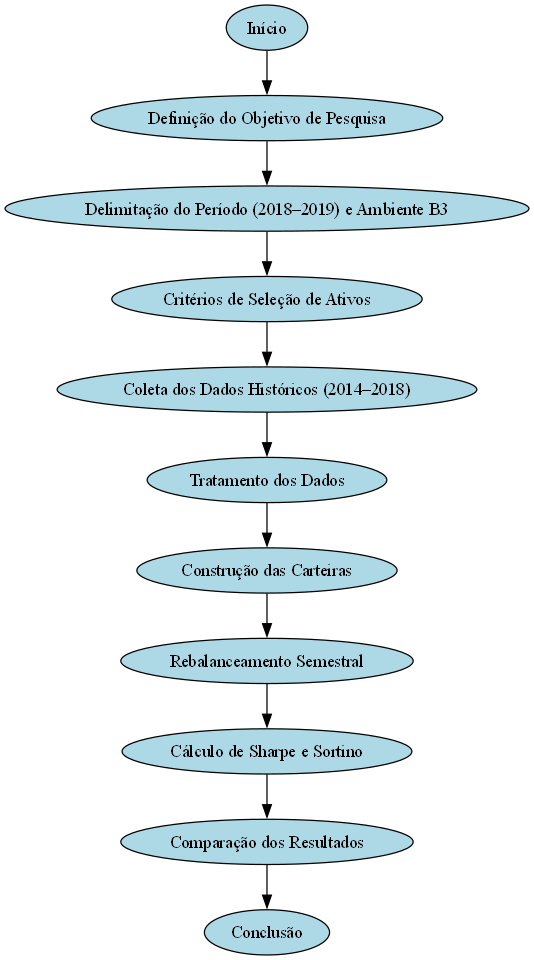 Início
Definição do Objetivo de Pesquisa
Delimitação do Período (2018–2019) e Ambiente B3
Critérios de Seleção de Ativos
Coleta dos Dados Históricos (2014–2018)
Tratamento dos Dados
Construção das Carteiras
Rebalanceamento Semestral
Cálculo de Sharpe e Sortino
Comparação dos Resultados
Conclusão